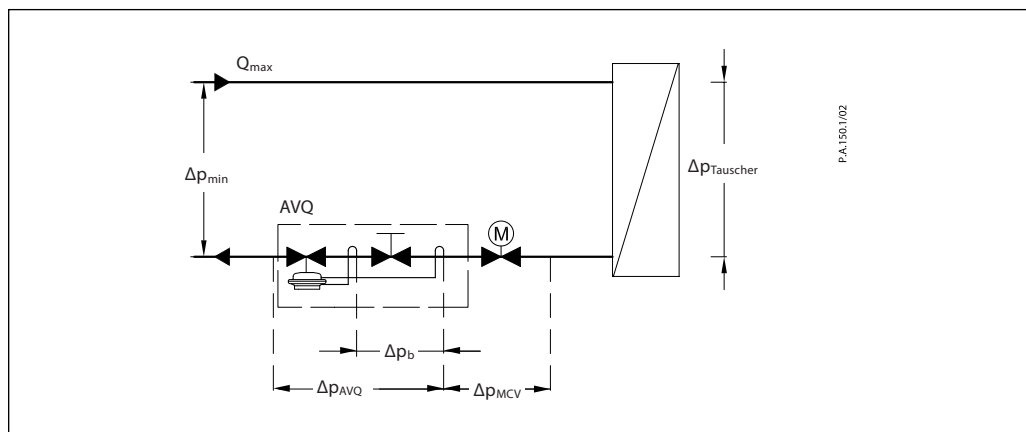 Qmax
P.A.150.1/02
Δpmin
ΔpTauscher
AVQ
M
Δpb
ΔpAVQ
ΔpMCV